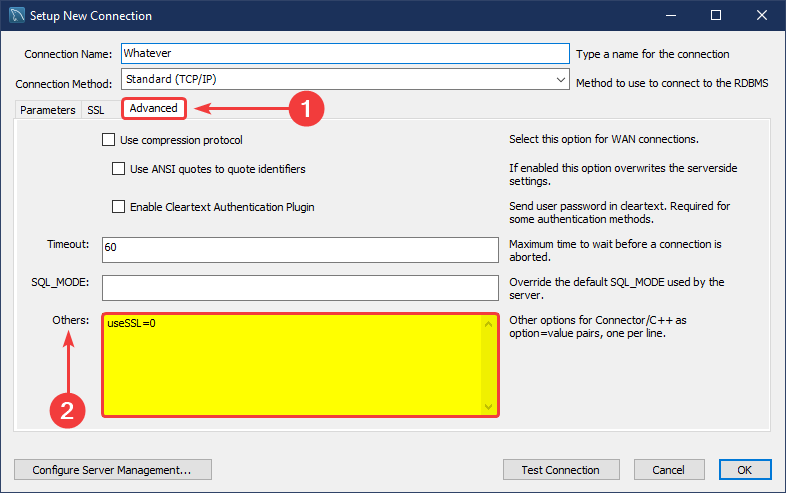 Setup New Connection
Connection Name: Whatever Type a name for the connection
Connection Method: Standard (TCP/IP) Method to use to connect to the RDBMS
Parameters SSL Advanced 1
Use compression protocol Select this option for WAN connections.
Use ANSI quotes to quote identifiers If enabled this option overwrites the serverside
settings.
Enable Cleartext Authentication Plugin Send user password in cleartext. Required for
some authentication methods.
Timeout: 60 Maximum time to wait before a connection is
aborted.
SQL_MODE: Override the default SQL_MODE used by the
server.
Others: useSSL=0 Other options for Connector/C++ as
option=value pairs, one per line.
2
Configure Server Management... Test Connection Cancel OK